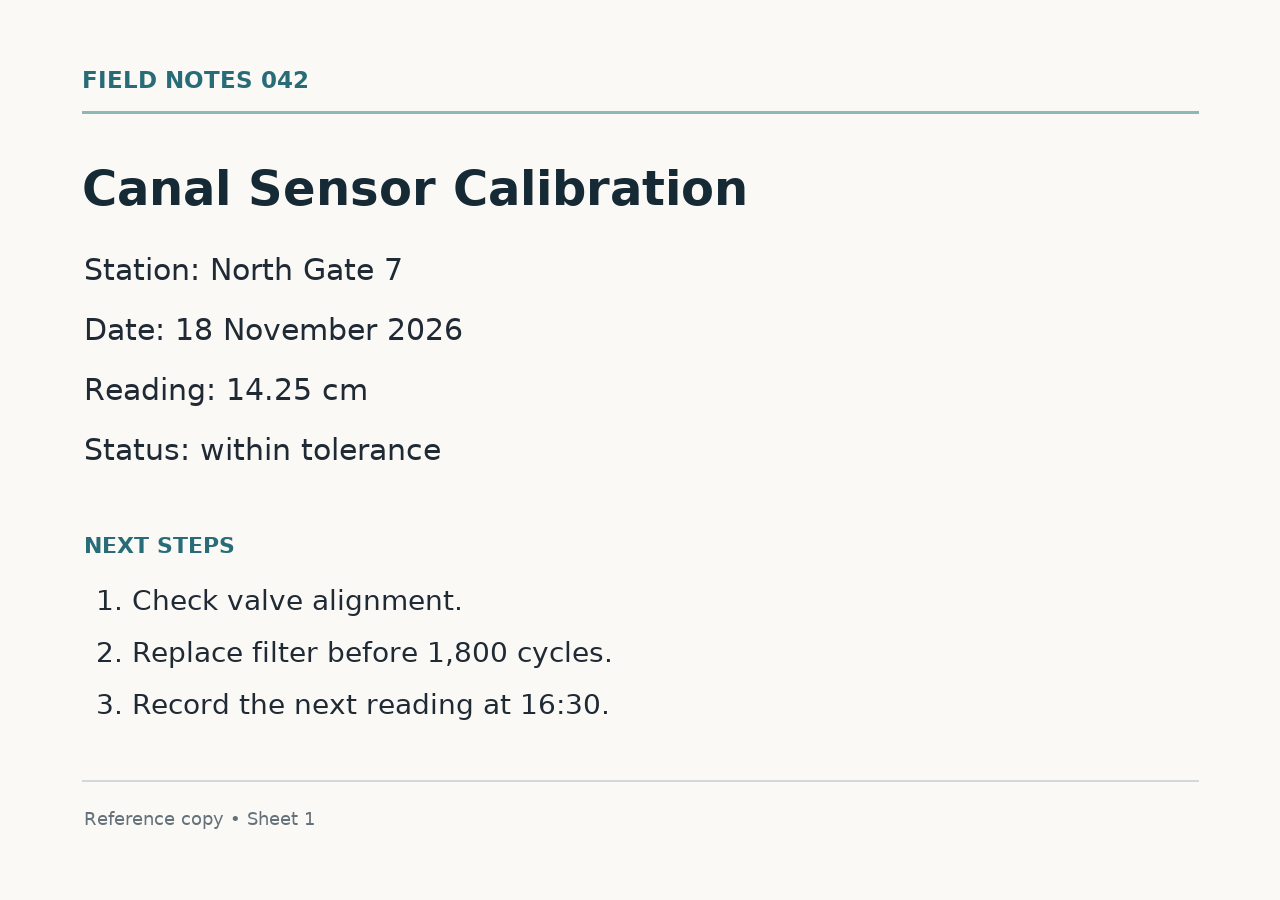 FIELD NOTES 042
Canal Sensor Calibration
Station: North Gate 7
Date: 18 November 2026
Reading: 14.25 cm
Status: within tolerance
NEXT STEPS
1. Check valve alignment.
2. Replace filter before 1,800 cycles.
3. Record the next reading at 16:30.
Reference copy • Sheet 1